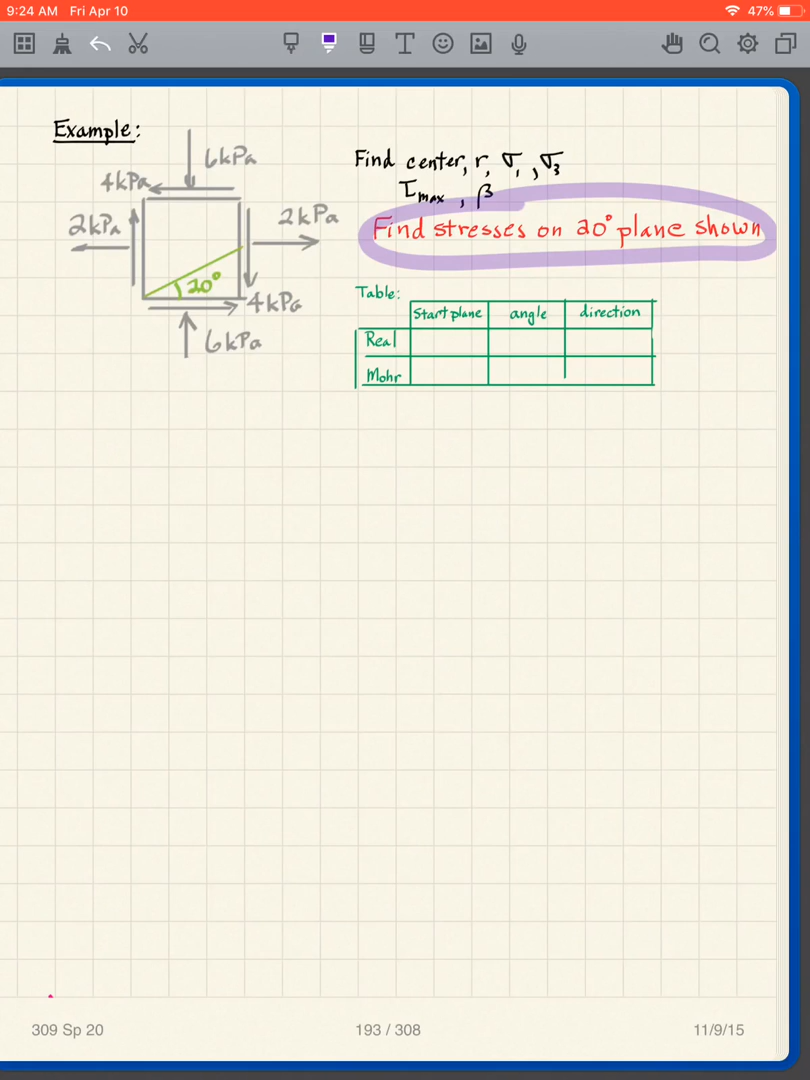 9:24 AM Fri Apr 10
47%
Example:
6kPa
4kPa
2kPa
2kPa
20°
4kPa
6kPa
Find center, r, σ₁, σ₃
τmax, β
Find stresses on 20° plane shown
Table:
Start plane angle direction
Real
Mohr
309 Sp 20
193 / 308
11/9/15